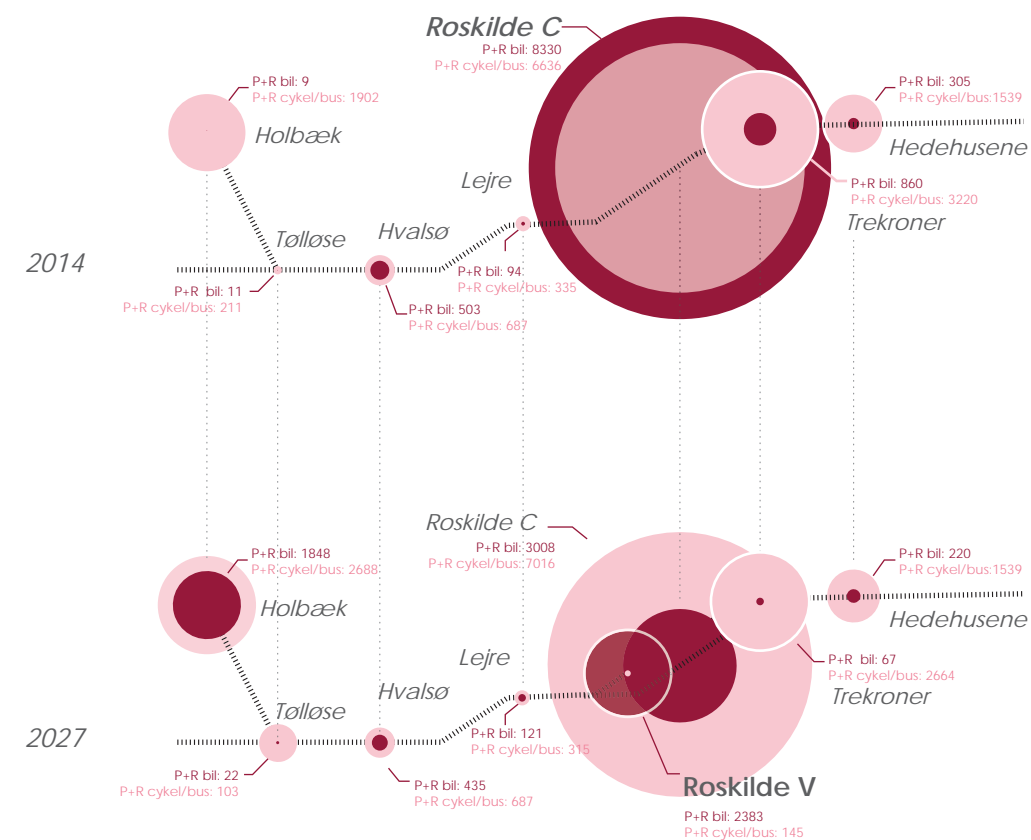 Roskilde C
P+R bil: 8330
P+R cykel/bus: 6636
P+R bil: 9
P+R cykel/bus: 1902
Holbæk
P+R bil: 305
P+R cykel/bus:1539
Hedehusene
Lejre
P+R bil: 860
P+R cykel/bus: 3220
Trekroner
Tølløse
Hvalsø
2014
P+R bil: 94
P+R cykel/bus: 335
P+R bil: 11
P+R cykel/bus: 211
P+R bil: 503
P+R cykel/bus: 687
Roskilde C
P+R bil: 3008
P+R cykel/bus: 7016
P+R bil: 1848
P+R cykel/bus: 2688
Holbæk
P+R bil: 220
P+R cykel/bus:1539
Hedehusene
Lejre
P+R bil: 67
P+R cykel/bus: 2664
Trekroner
Hvalsø
Tølløse
2027
P+R bil: 121
P+R cykel/bus: 315
P+R bil: 22
P+R cykel/bus: 103
P+R bil: 435
P+R cykel/bus: 687
Roskilde V
P+R bil: 2383
P+R cykel/bus: 145